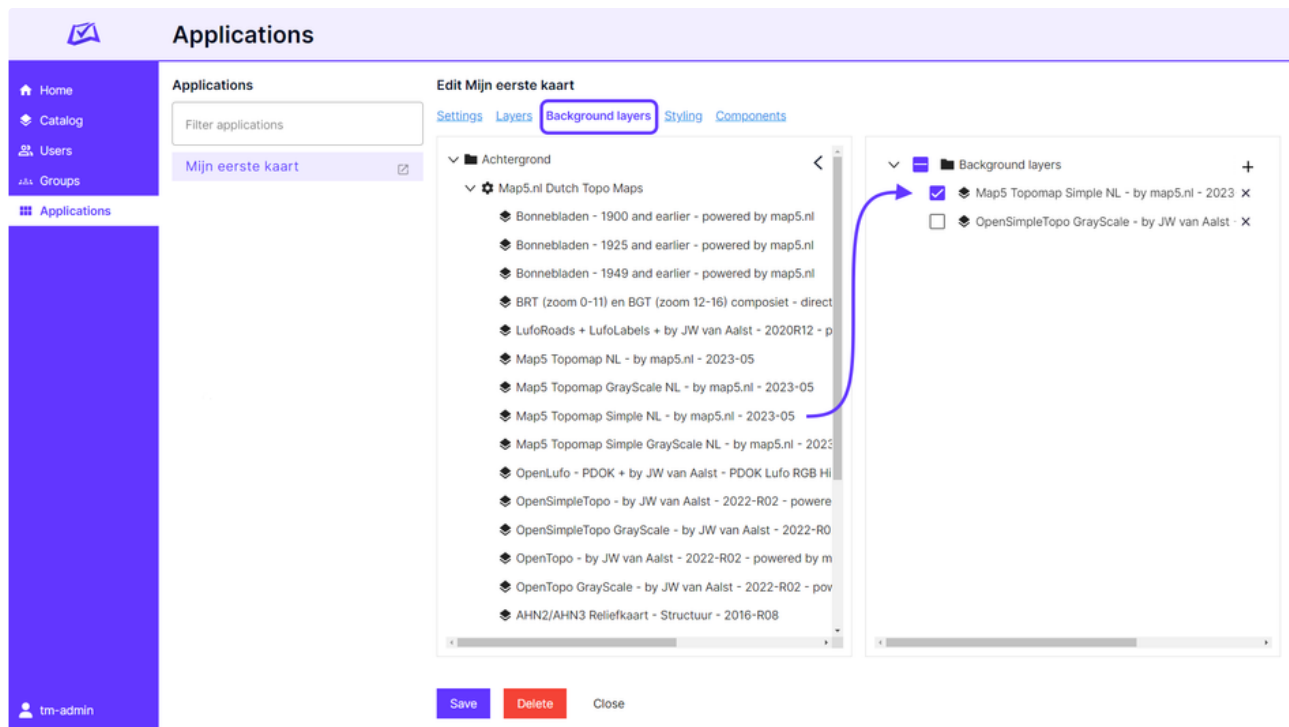 Applications
Home
Catalog
Users
Groups
Applications
tm-admin
Applications
Filter applications
Mijn eerste kaart
Edit Mijn eerste kaart
Settings Layers Background layers Styling Components
Achtergrond
Map5.nl Dutch Topo Maps
Bonnebladen - 1900 and earlier - powered by map5.nl
Bonnebladen - 1925 and earlier - powered by map5.nl
Bonnebladen - 1949 and earlier - powered by map5.nl
BRT (zoom 0-11) en BGT (zoom 12-16) composiet - direct
LufoRoads + LufoLabels + by JW van Aalst - 2020R12 - p
Map5 Topomap NL - by map5.nl - 2023-05
Map5 Topomap GrayScale NL - by map5.nl - 2023-05
Map5 Topomap Simple NL - by map5.nl - 2023-05
Map5 Topomap Simple GrayScale NL - by map5.nl - 2023
OpenLufo - PDOK + by JW van Aalst - PDOK Lufo RGB Hi
OpenSimpleTopo - by JW van Aalst - 2022-R02 - powere
OpenSimpleTopo GrayScale - by JW van Aalst - 2022-R0
OpenTopo - by JW van Aalst - 2022-R02 - powered by m
OpenTopo GrayScale - by JW van Aalst - 2022-R02 - pow
AHN2/AHN3 Reliefkaart - Structuur - 2016-R08
Background layers
Map5 Topomap Simple NL - by map5.nl - 2023
OpenSimpleTopo GrayScale - by JW van Aalst -
Save Delete Close